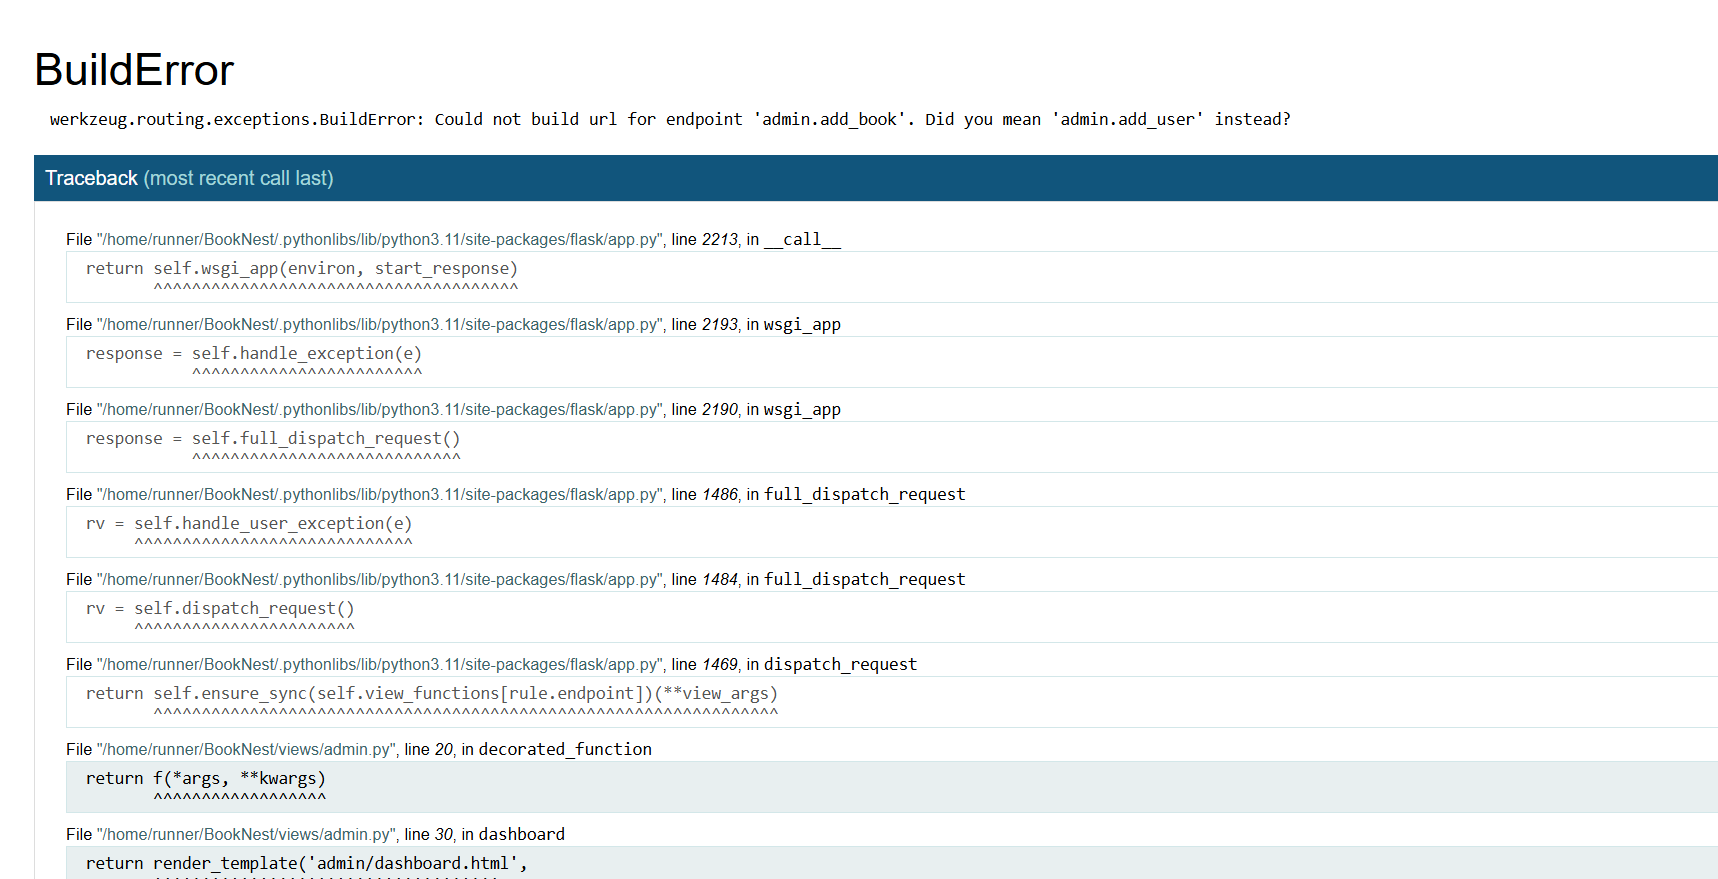 BuildError
werkzeug.routing.exceptions.BuildError: Could not build url for endpoint 'admin.add_book'. Did you mean 'admin.add_user' instead?
Traceback (most recent call last)
File "/home/runner/BookNest/.pythonlibs/lib/python3.11/site-packages/flask/app.py", line 2213, in __call__
return self.wsgi_app(environ, start_response)
^^^^^^^^^^^^^^^^^^^^^^^^^^^^^^^^^^^^^^
File "/home/runner/BookNest/.pythonlibs/lib/python3.11/site-packages/flask/app.py", line 2193, in wsgi_app
response = self.handle_exception(e)
^^^^^^^^^^^^^^^^^^^^^^^^
File "/home/runner/BookNest/.pythonlibs/lib/python3.11/site-packages/flask/app.py", line 2190, in wsgi_app
response = self.full_dispatch_request()
^^^^^^^^^^^^^^^^^^^^^^^^^^^^
File "/home/runner/BookNest/.pythonlibs/lib/python3.11/site-packages/flask/app.py", line 1486, in full_dispatch_request
rv = self.handle_user_exception(e)
^^^^^^^^^^^^^^^^^^^^^^^^^^^^^
File "/home/runner/BookNest/.pythonlibs/lib/python3.11/site-packages/flask/app.py", line 1484, in full_dispatch_request
rv = self.dispatch_request()
^^^^^^^^^^^^^^^^^^^^^^^
File "/home/runner/BookNest/.pythonlibs/lib/python3.11/site-packages/flask/app.py", line 1469, in dispatch_request
return self.ensure_sync(self.view_functions[rule.endpoint])(**view_args)
^^^^^^^^^^^^^^^^^^^^^^^^^^^^^^^^^^^^^^^^^^^^^^^^^^^^^^^^^^^^^^^^^
File "/home/runner/BookNest/views/admin.py", line 20, in decorated_function
return f(*args, **kwargs)
^^^^^^^^^^^^^^^^^^
File "/home/runner/BookNest/views/admin.py", line 30, in dashboard
return render_template('admin/dashboard.html',
^^^^^^^^^^^^^^^^^^^^^^^^^^^^^^^^^^^^